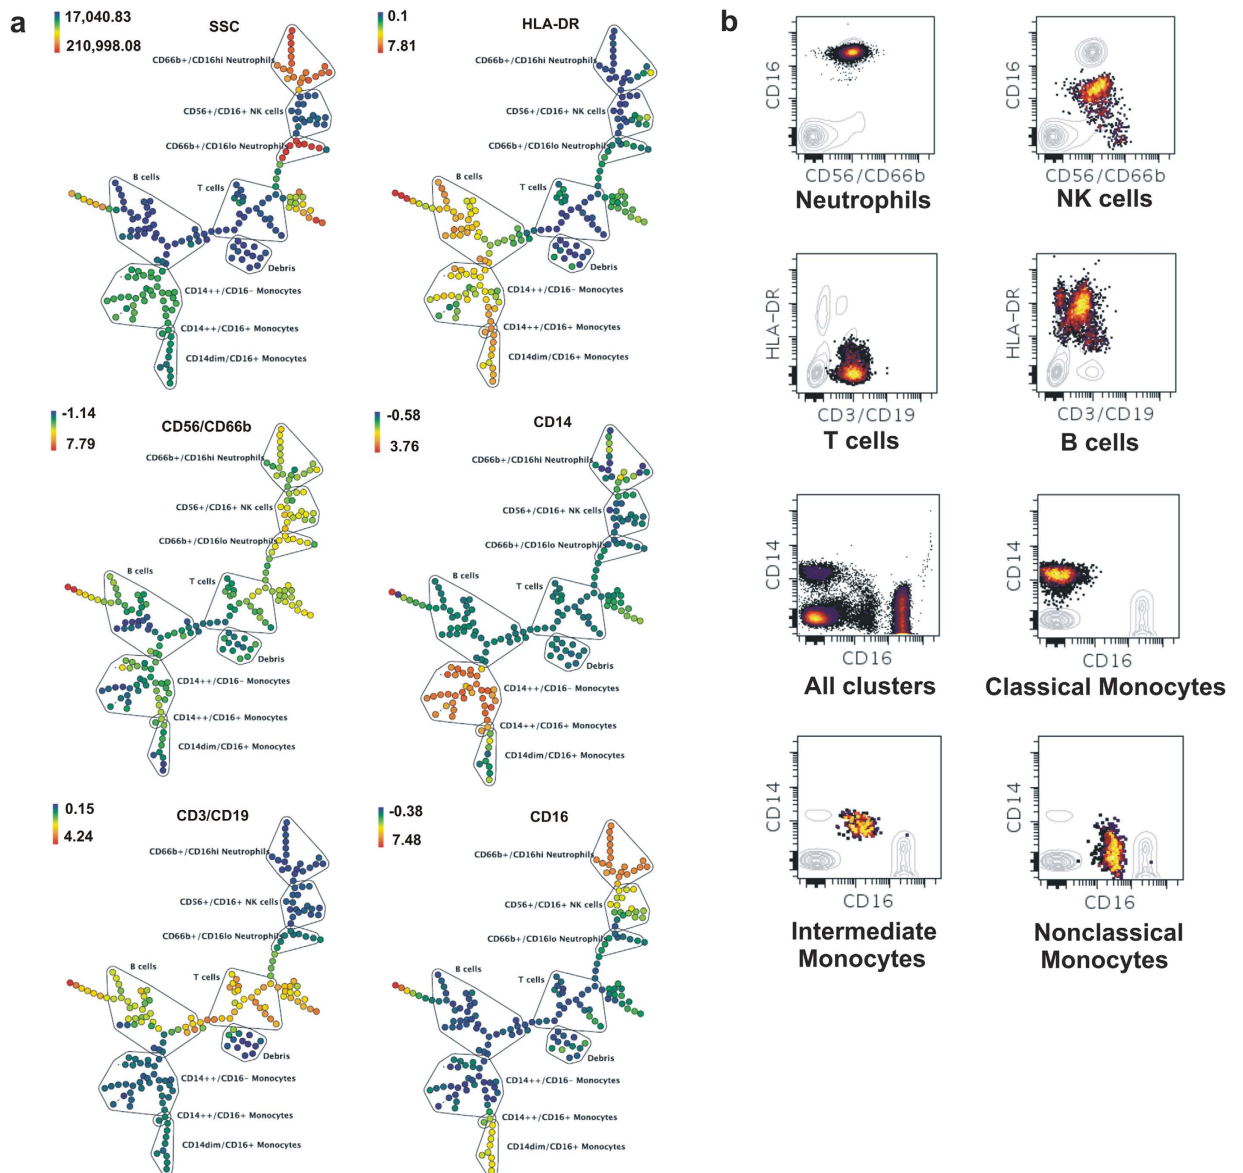 a
17,040.83
210,998.08
SSC
CD66b+/CD16hi Neutrophils
CD56+/CD16+ NK cells
CD66b+/CD16lo Neutrophils
B cells
T cells
Debris
CD14++/CD16− Monocytes
CD14++/CD16+ Monocytes
CD14dim/CD16+ Monocytes
0.1
7.81
HLA-DR
CD66b+/CD16hi Neutrophils
CD56+/CD16+ NK cells
CD66b+/CD16lo Neutrophils
B cells
T cells
Debris
CD14++/CD16− Monocytes
CD14++/CD16+ Monocytes
CD14dim/CD16+ Monocytes
-1.14
7.79
CD56/CD66b
CD66b+/CD16hi Neutrophils
CD56+/CD16+ NK cells
CD66b+/CD16lo Neutrophils
B cells
T cells
Debris
CD14++/CD16− Monocytes
CD14++/CD16+ Monocytes
CD14dim/CD16+ Monocytes
-0.58
3.76
CD14
CD66b+/CD16hi Neutrophils
CD56+/CD16+ NK cells
CD66b+/CD16lo Neutrophils
B cells
T cells
Debris
CD14++/CD16− Monocytes
CD14++/CD16+ Monocytes
CD14dim/CD16+ Monocytes
0.15
4.24
CD3/CD19
CD66b+/CD16hi Neutrophils
CD56+/CD16+ NK cells
CD66b+/CD16lo Neutrophils
B cells
T cells
Debris
CD14++/CD16− Monocytes
CD14++/CD16+ Monocytes
CD14dim/CD16+ Monocytes
-0.38
7.48
CD16
CD66b+/CD16hi Neutrophils
CD56+/CD16+ NK cells
CD66b+/CD16lo Neutrophils
B cells
T cells
Debris
CD14++/CD16− Monocytes
CD14++/CD16+ Monocytes
CD14dim/CD16+ Monocytes
b
CD16
CD56/CD66b
Neutrophils
CD16
CD56/CD66b
NK cells
HLA−DR
CD3/CD19
T cells
HLA−DR
CD3/CD19
B cells
CD14
CD16
All clusters
CD14
CD16
Classical Monocytes
CD14
CD16
Intermediate
Monocytes
CD14
CD16
Nonclassical
Monocytes